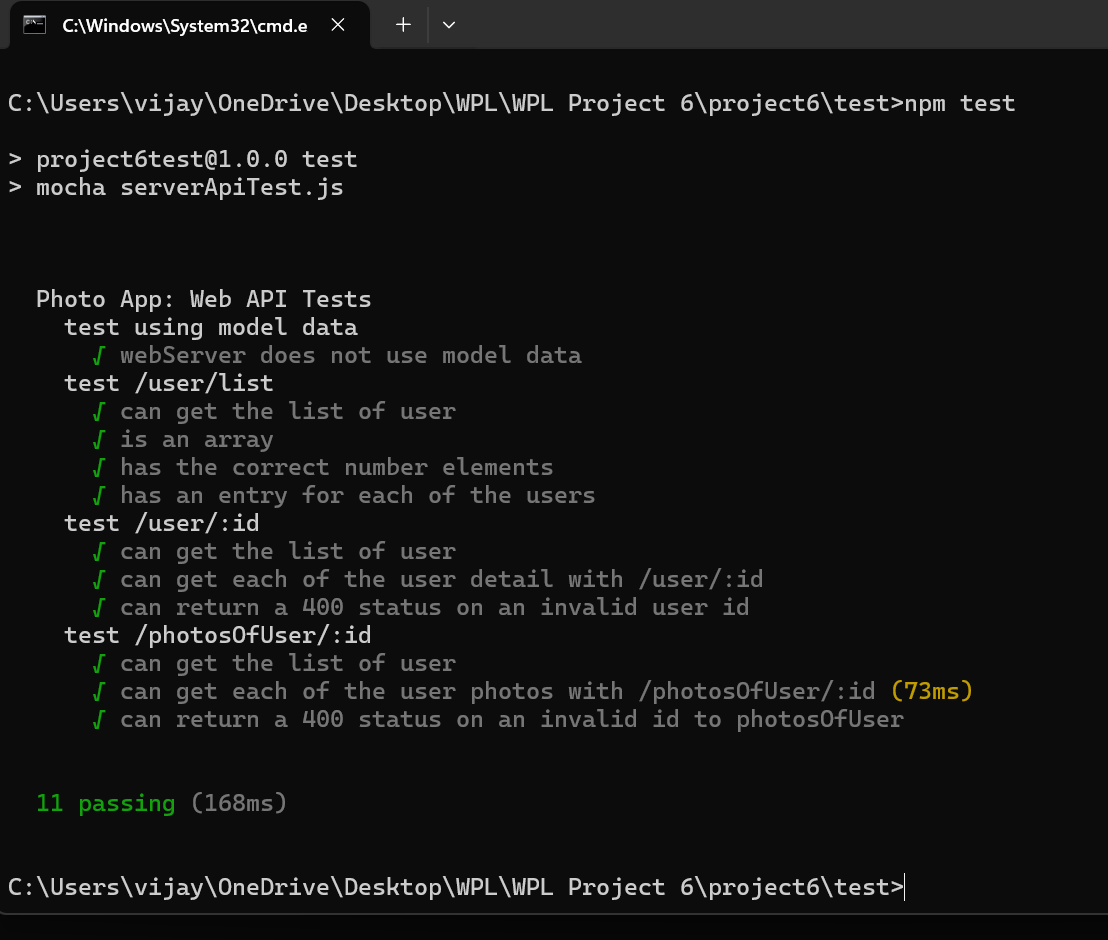 C:\Windows\System32\cmd.e
C:\Users\vijay\OneDrive\Desktop\WPL\WPL Project 6\project6\test>npm test
> project6test@1.0.0 test
> mocha serverApiTest.js
Photo App: Web API Tests
test using model data
√ webServer does not use model data
test /user/list
√ can get the list of user
√ is an array
√ has the correct number elements
√ has an entry for each of the users
test /user/:id
√ can get the list of user
√ can get each of the user detail with /user/:id
√ can return a 400 status on an invalid user id
test /photosOfUser/:id
√ can get the list of user
√ can get each of the user photos with /photosOfUser/:id (73ms)
√ can return a 400 status on an invalid id to photosOfUser
11 passing (168ms)
C:\Users\vijay\OneDrive\Desktop\WPL\WPL Project 6\project6\test>